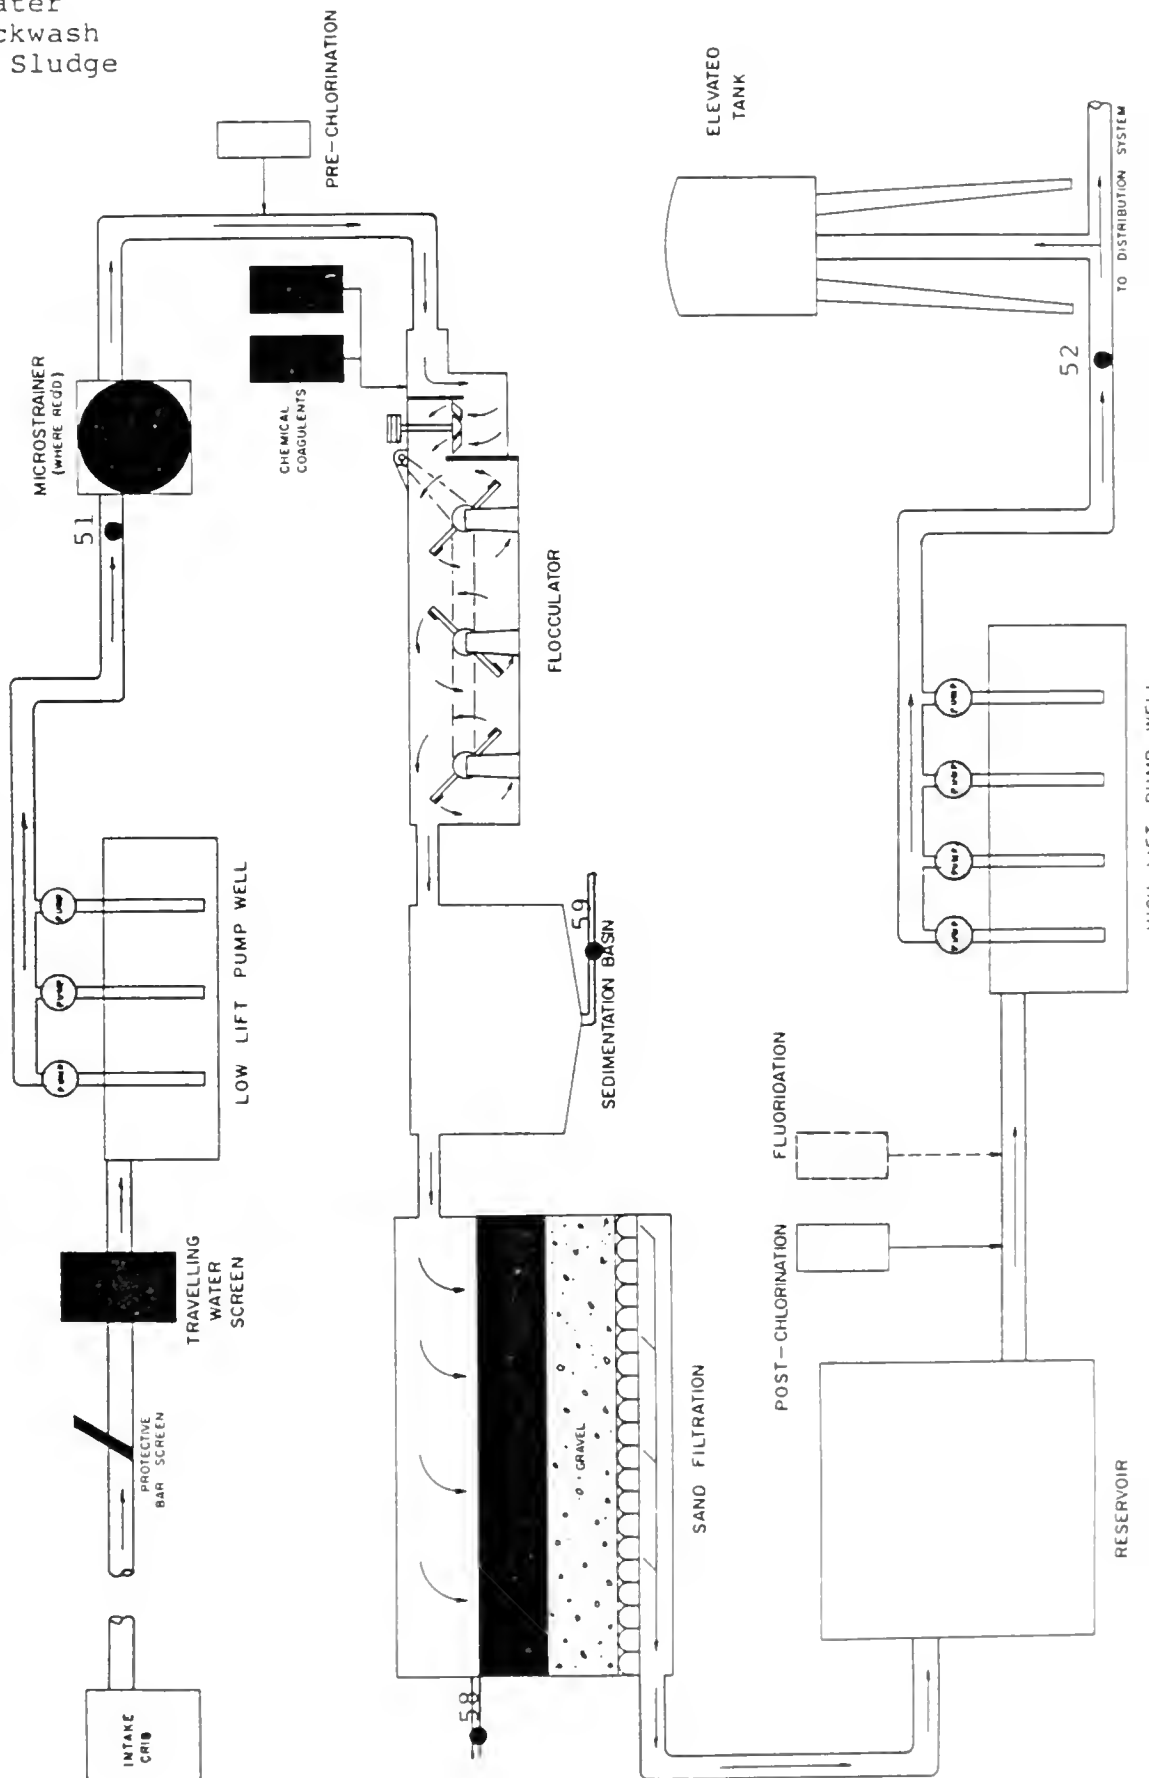 ckwash
Sludge
INTAKE
CRIB
PROTECTIVE
BAR SCREEN
TRAVELLING
WATER
SCREEN
LOW LIFT PUMP WELL
PUMP
PUMP
PUMP
51
MICROSTRAINER
(WHERE REQ'D)
PRE-CHLORINATION
CHEMICAL
COAGULENTS
FLOCCULATOR
59
SEDIMENTATION BASIN
GRAVEL
SAND FILTRATION
58
RESERVOIR
POST-CHLORINATION
FLUORIDATION
PUMP
PUMP
PUMP
PUMP
52
ELEVATED
TANK
TO DISTRIBUTION SYSTEM